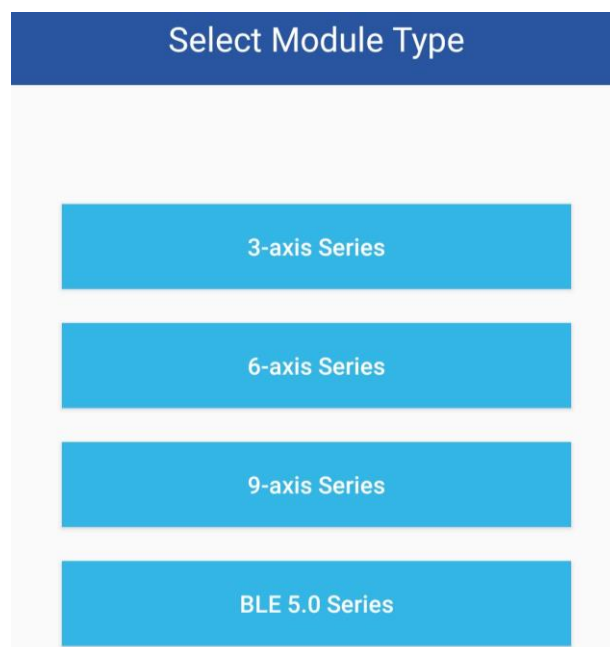 Select Module Type
3-axis Series
6-axis Series
9-axis Series
BLE 5.0 Series